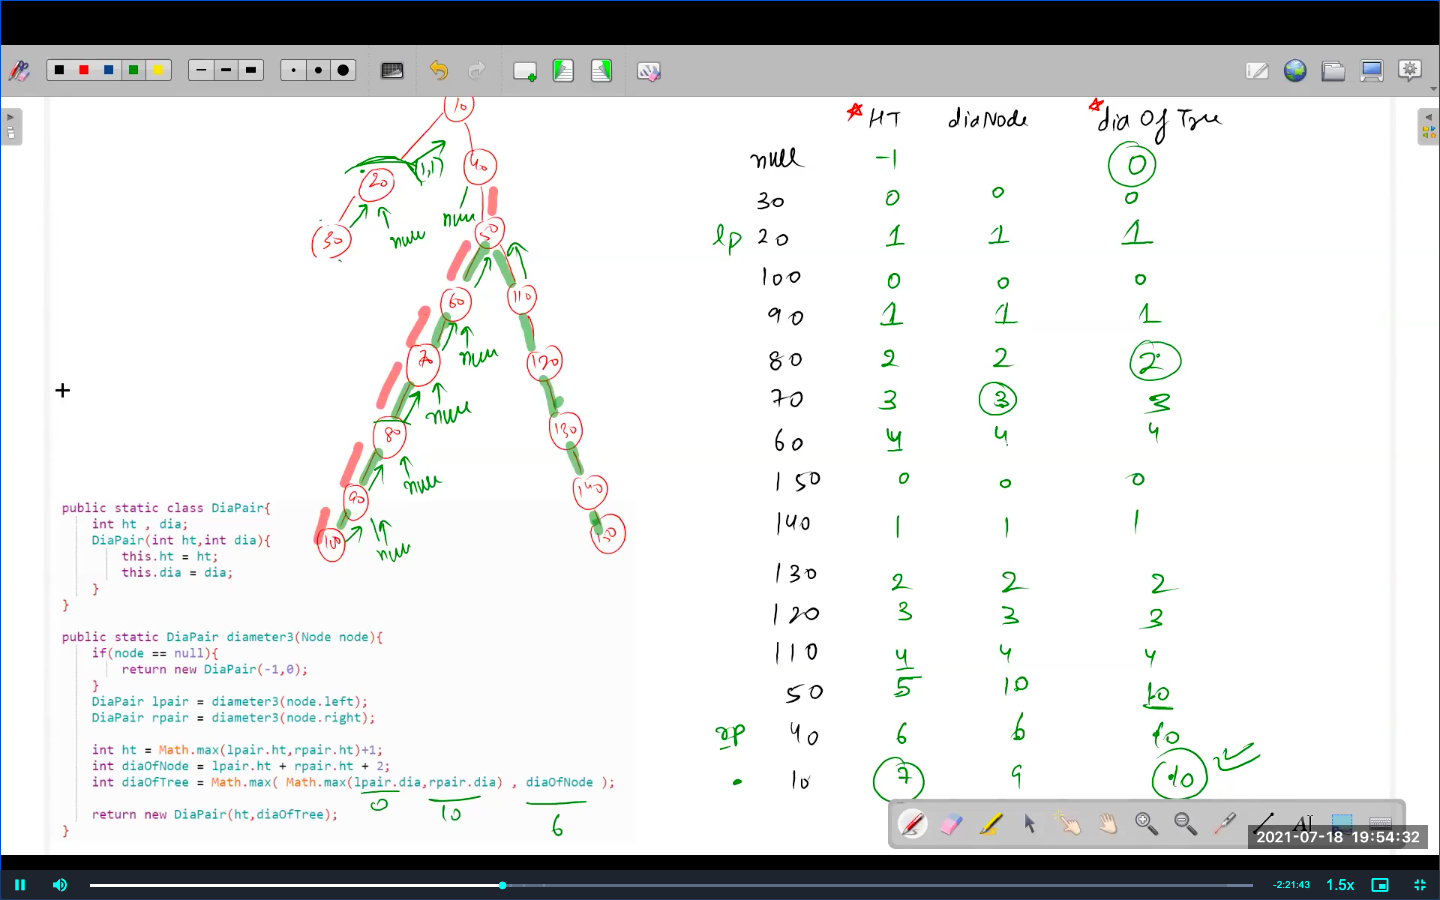 10
40
(1,1)
20
null
50
30
null
60
110
null
70
120
null
80
130
null
90
140
100
null
150
HT diaNode dia Of Tree
null -1 0
30 0 0 0
lp 20 1 1 1
100 0 0 0
90 1 1 1
80 2 2 2
70 3 3 3
60 4 4 4
150 0 0 0
140 1 1 1
130 2 2 2
120 3 3 3
110 4 4 4
50 5 10 10
rp 40 6 6 10
10 7 9 10
public static class DiaPair{
int ht , dia;
DiaPair(int ht,int dia){
this.ht = ht;
this.dia = dia;
}
}
public static DiaPair diameter3(Node node){
if(node == null){
return new DiaPair(-1,0);
}
DiaPair lpair = diameter3(node.left);
DiaPair rpair = diameter3(node.right);
int ht = Math.max(lpair.ht,rpair.ht)+1;
int diaOfNode = lpair.ht + rpair.ht + 2;
int diaOfTree = Math.max( Math.max(lpair.dia,rpair.dia) , diaOfNode );
0 10 6
return new DiaPair(ht,diaOfTree);
}
2021-07-18 19:54:32
-2:21:43 1.5x